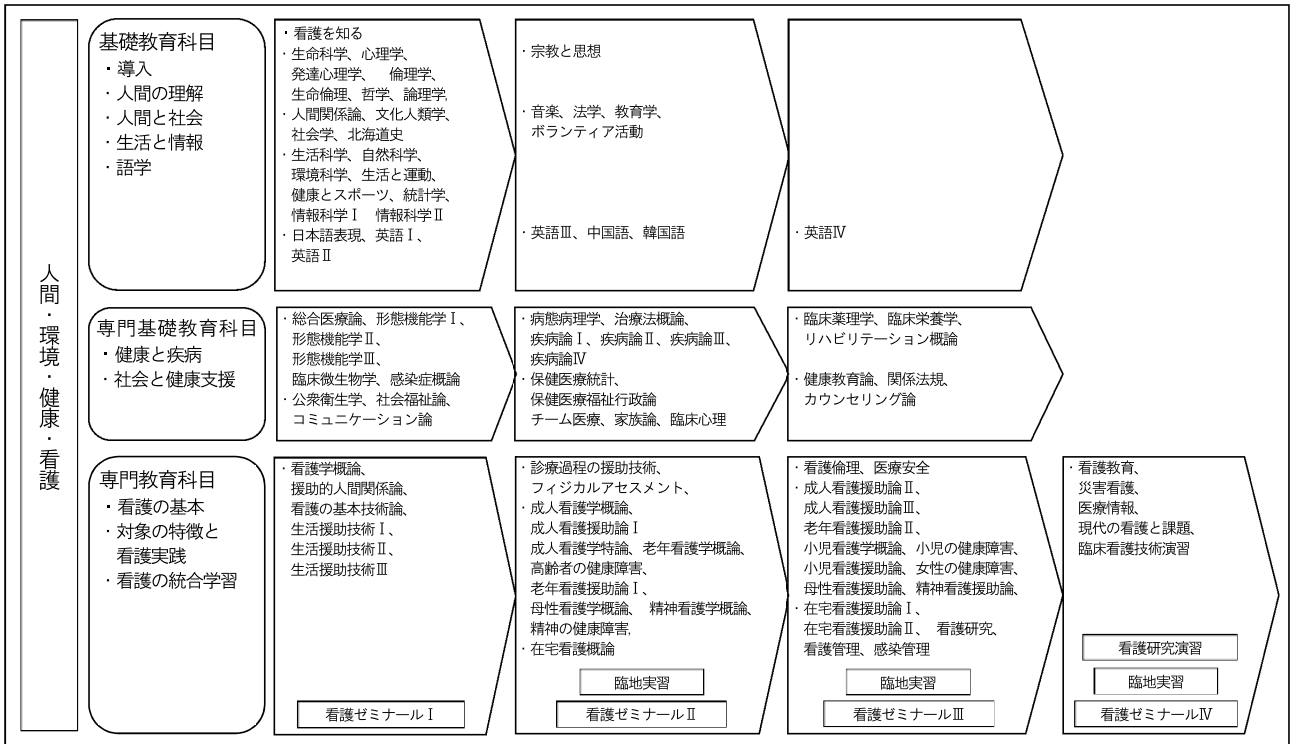 人間・環境・健康・看護
基礎教育科目
・導入
・人間の理解
・人間と社会
・生活と情報
・語学
・看護を知る
・生命科学、心理学、
発達心理学、 倫理学、
生命倫理、哲学、論理学,
・人間関係論、文化人類学、
社会学、北海道史
・生活科学、自然科学、
環境科学、生活と運動、
健康とスポーツ、統計学、
情報科学Ⅰ 情報科学Ⅱ
・日本語表現、英語Ⅰ、
英語Ⅱ
・宗教と思想
・音楽、法学、教育学、
ボランティア活動
・英語Ⅲ、中国語、韓国語
・英語Ⅳ
専門基礎教育科目
・健康と疾病
・社会と健康支援
・総合医療論、形態機能学Ⅰ、
形態機能学Ⅱ、
形態機能学Ⅲ、
臨床微生物学、感染症概論
・公衆衛生学、社会福祉論、
コミュニケーション論
・病態病理学、治療法概論、
疾病論Ⅰ、疾病論Ⅱ、疾病論Ⅲ、
疾病論Ⅳ
・保健医療統計、
保健医療福祉行政論
チーム医療、家族論、臨床心理
・臨床薬理学、臨床栄養学、
リハビリテーション概論
・健康教育論、関係法規、
カウンセリング論
専門教育科目
・看護の基本
・対象の特徴と
看護実践
・看護の統合学習
・看護学概論、
援助的人間関係論、
看護の基本技術論、
生活援助技術Ⅰ、
生活援助技術Ⅱ、
生活援助技術Ⅲ
看護ゼミナールⅠ
・診療過程の援助技術、
フィジカルアセスメント、
・成人看護学概論、
成人看護援助論Ⅰ
成人看護学特論、老年看護学概論、
高齢者の健康障害、
老年看護援助論Ⅰ、
母性看護学概論、 精神看護学概論、
精神の健康障害,
・在宅看護概論
臨地実習
看護ゼミナールⅡ
・看護倫理、医療安全
・成人看護援助論Ⅱ、
成人看護援助論Ⅲ、
老年看護援助論Ⅱ、
小児看護学概論、小児の健康障害、
小児看護援助論、女性の健康障害、
母性看護援助論、精神看護援助論、
・在宅看護援助論Ⅰ、
在宅看護援助論Ⅱ、 看護研究、
看護管理、感染管理
臨地実習
看護ゼミナールⅢ
・看護教育、
災害看護、
医療情報、
現代の看護と課題、
臨床看護技術演習
看護研究演習
臨地実習
看護ゼミナールⅣ